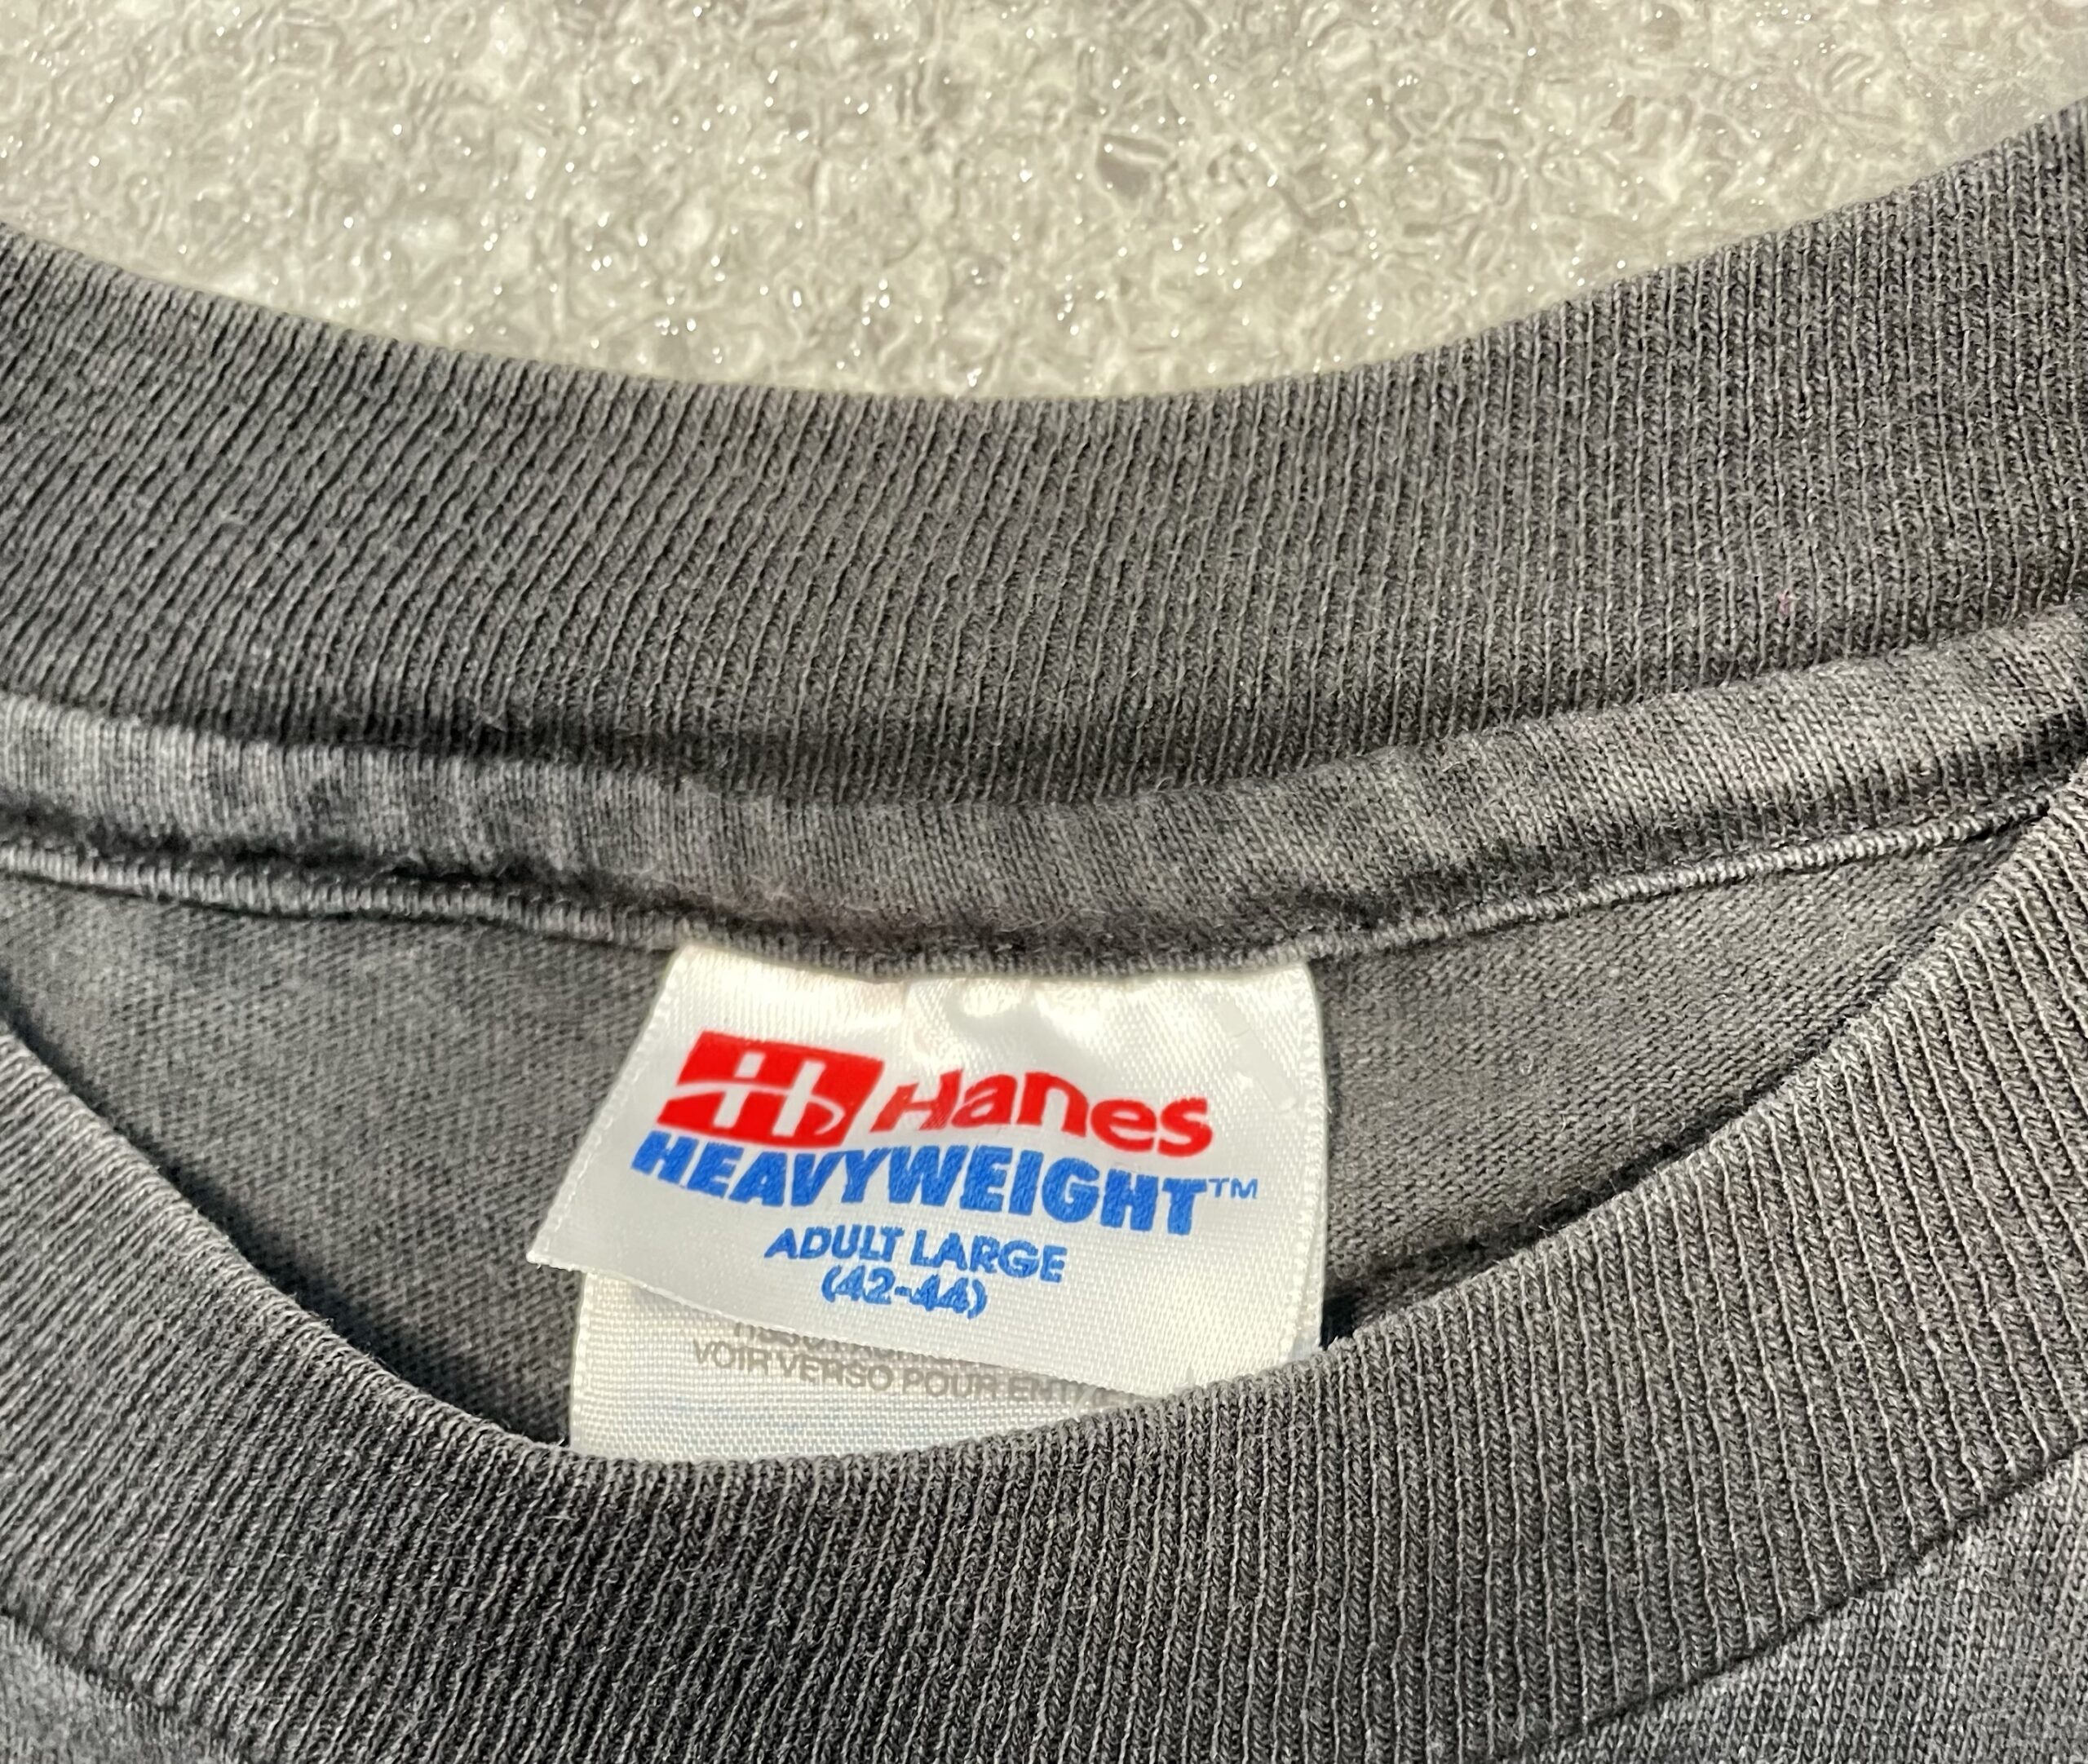 Hanes
HEAVYWEIGHT™
ADULT LARGE
(42-44)
VOIR VERSO POUR